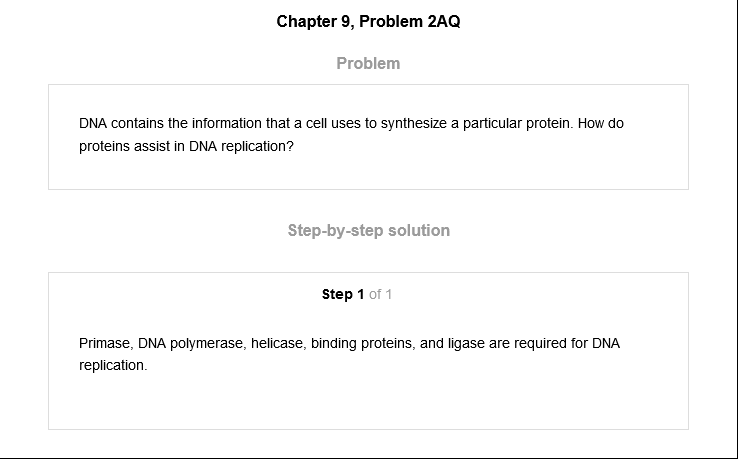 Chapter 9, Problem 2AQ
Problem
DNA contains the information that a cell uses to synthesize a particular protein. How do
proteins assist in DNA replication?
Step-by-step solution
Step 1 of 1
Primase, DNA polymerase, helicase, binding proteins, and ligase are required for DNA
replication.